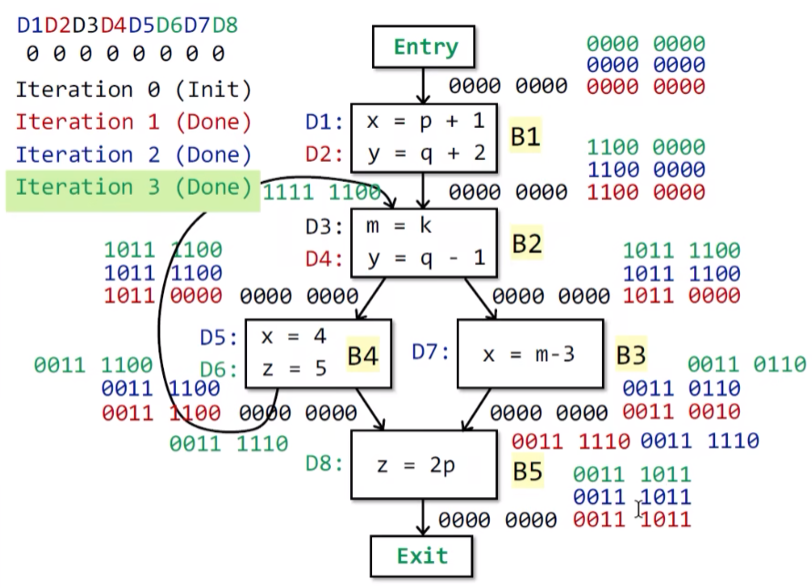 D1D2D3D4D5D6D7D8
0 0 0 0 0 0 0 0
Iteration 0 (Init)
Iteration 1 (Done)
Iteration 2 (Done)
Iteration 3 (Done)
Entry
0000 0000
0000 0000
0000 0000 0000 0000
D1: x = p + 1
D2: y = q + 2
B1
1100 0000
1100 0000
1111 1100
0000 0000 1100 0000
D3: m = k
D4: y = q - 1
B2
1011 1100
1011 1100
1011 0000 0000 0000
1011 1100
1011 1100
0000 0000 1011 0000
D5: x = 4
D6: z = 5
B4
D7: x = m-3
B3
0011 1100
0011 1100
0011 1100 0000 0000
0011 0110
0011 0110
0000 0000 0011 0010
0011 1110
0011 1110 0011 1110
D8: z = 2p
B5
0011 1011
0011 1011
0000 0000 0011 1011
Exit